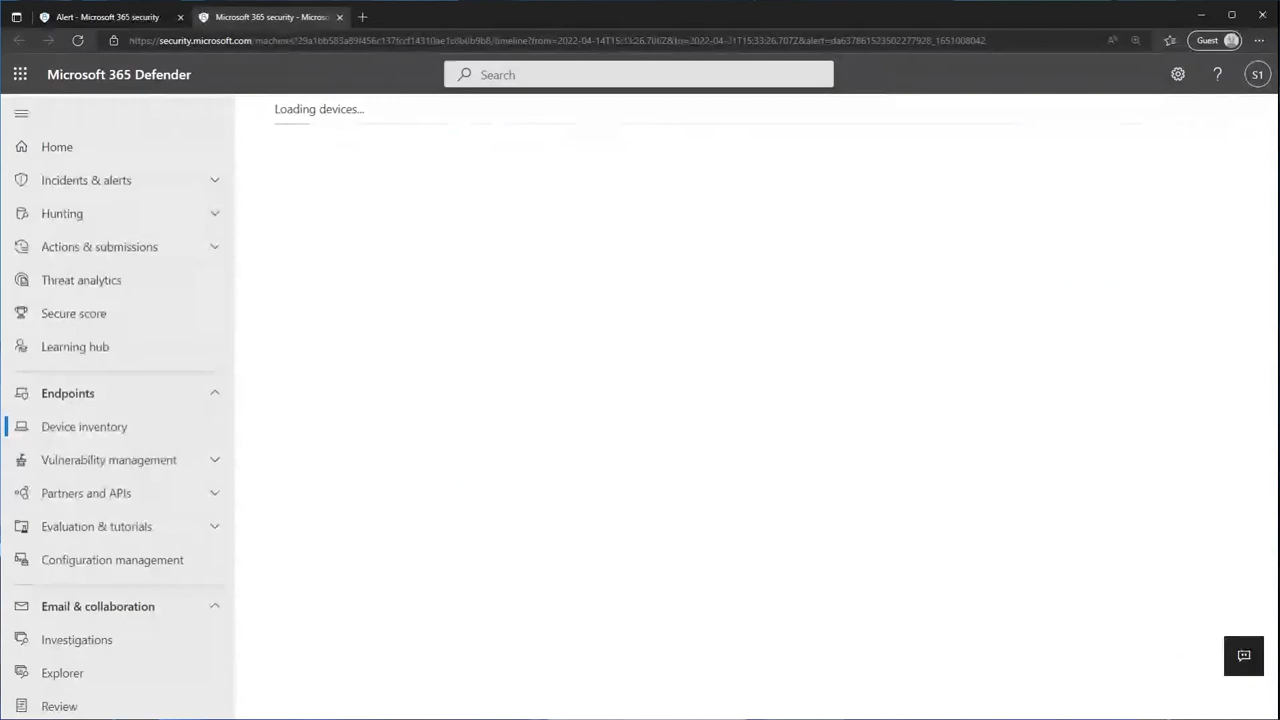 Alert - Microsoft 365 security
Microsoft 365 security - Microso
Guest
Microsoft 365 Defender
Search
S1
Loading devices...
Home
Incidents & alerts
Hunting
Actions & submissions
Threat analytics
Secure score
Learning hub
Endpoints
Device inventory
Vulnerability management
Partners and APIs
Evaluation & tutorials
Configuration management
Email & collaboration
Investigations
Explorer
Review